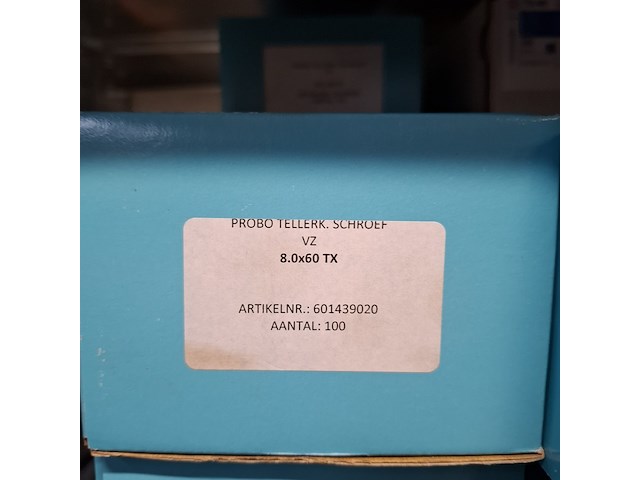 PROBO TELLERK. SCHROEF
VZ
8.0x60 TX
ARTIKELNR.: 601439020
AANTAL: 100